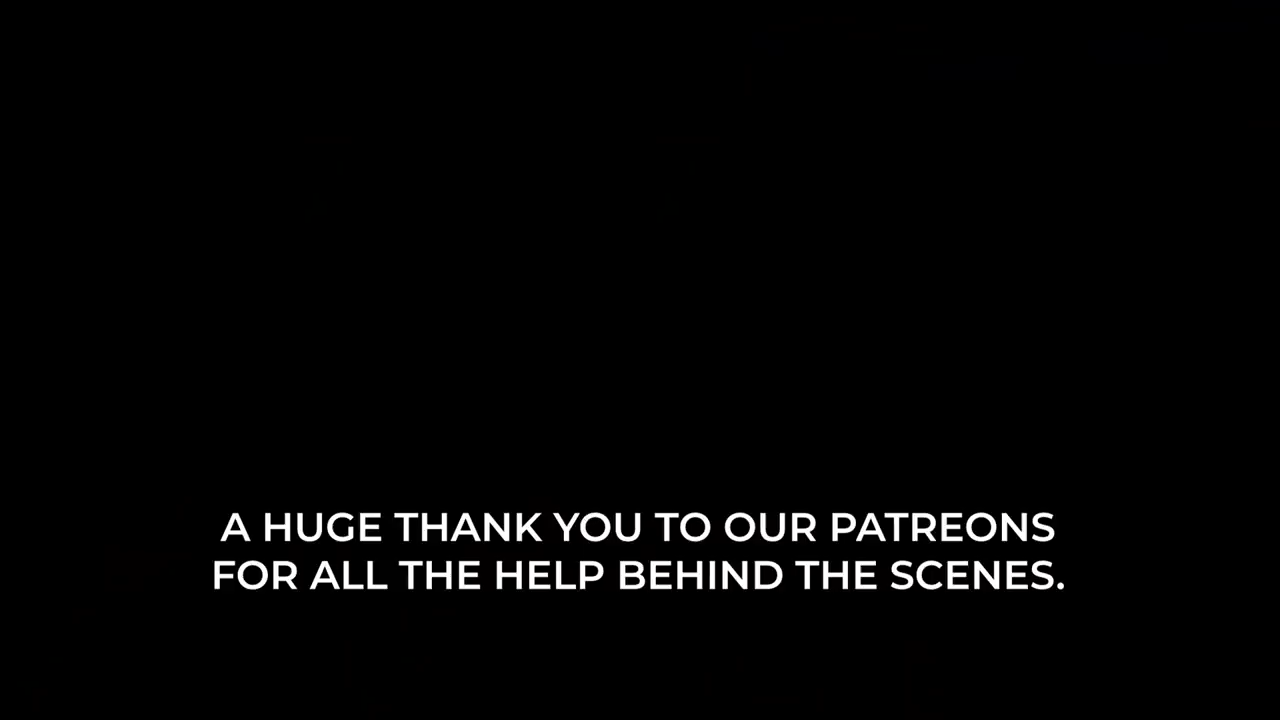 A HUGE THANK YOU TO OUR PATREONS
FOR ALL THE HELP BEHIND THE SCENES.